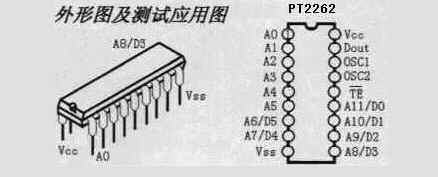 外形图及测试应用图
PT2262
A8/D3
Vss
Vcc
A0
A0 Vcc
A1 Dout
A2 OSC1
A3 OSC2
A4 TE
A5 A11/D0
A6/D5 A10/D1
A7/D4 A9/D2
Vss A8/D3